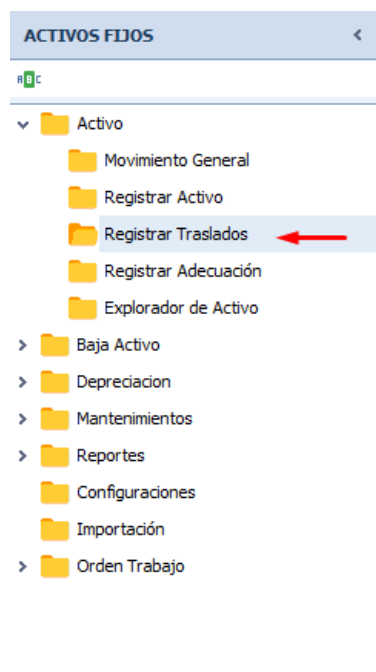 ACTIVOS FIJOS
ABC
Activo
Movimiento General
Registrar Activo
Registrar Traslados
Registrar Adecuación
Explorador de Activo
Baja Activo
Depreciacion
Mantenimientos
Reportes
Configuraciones
Importación
Orden Trabajo